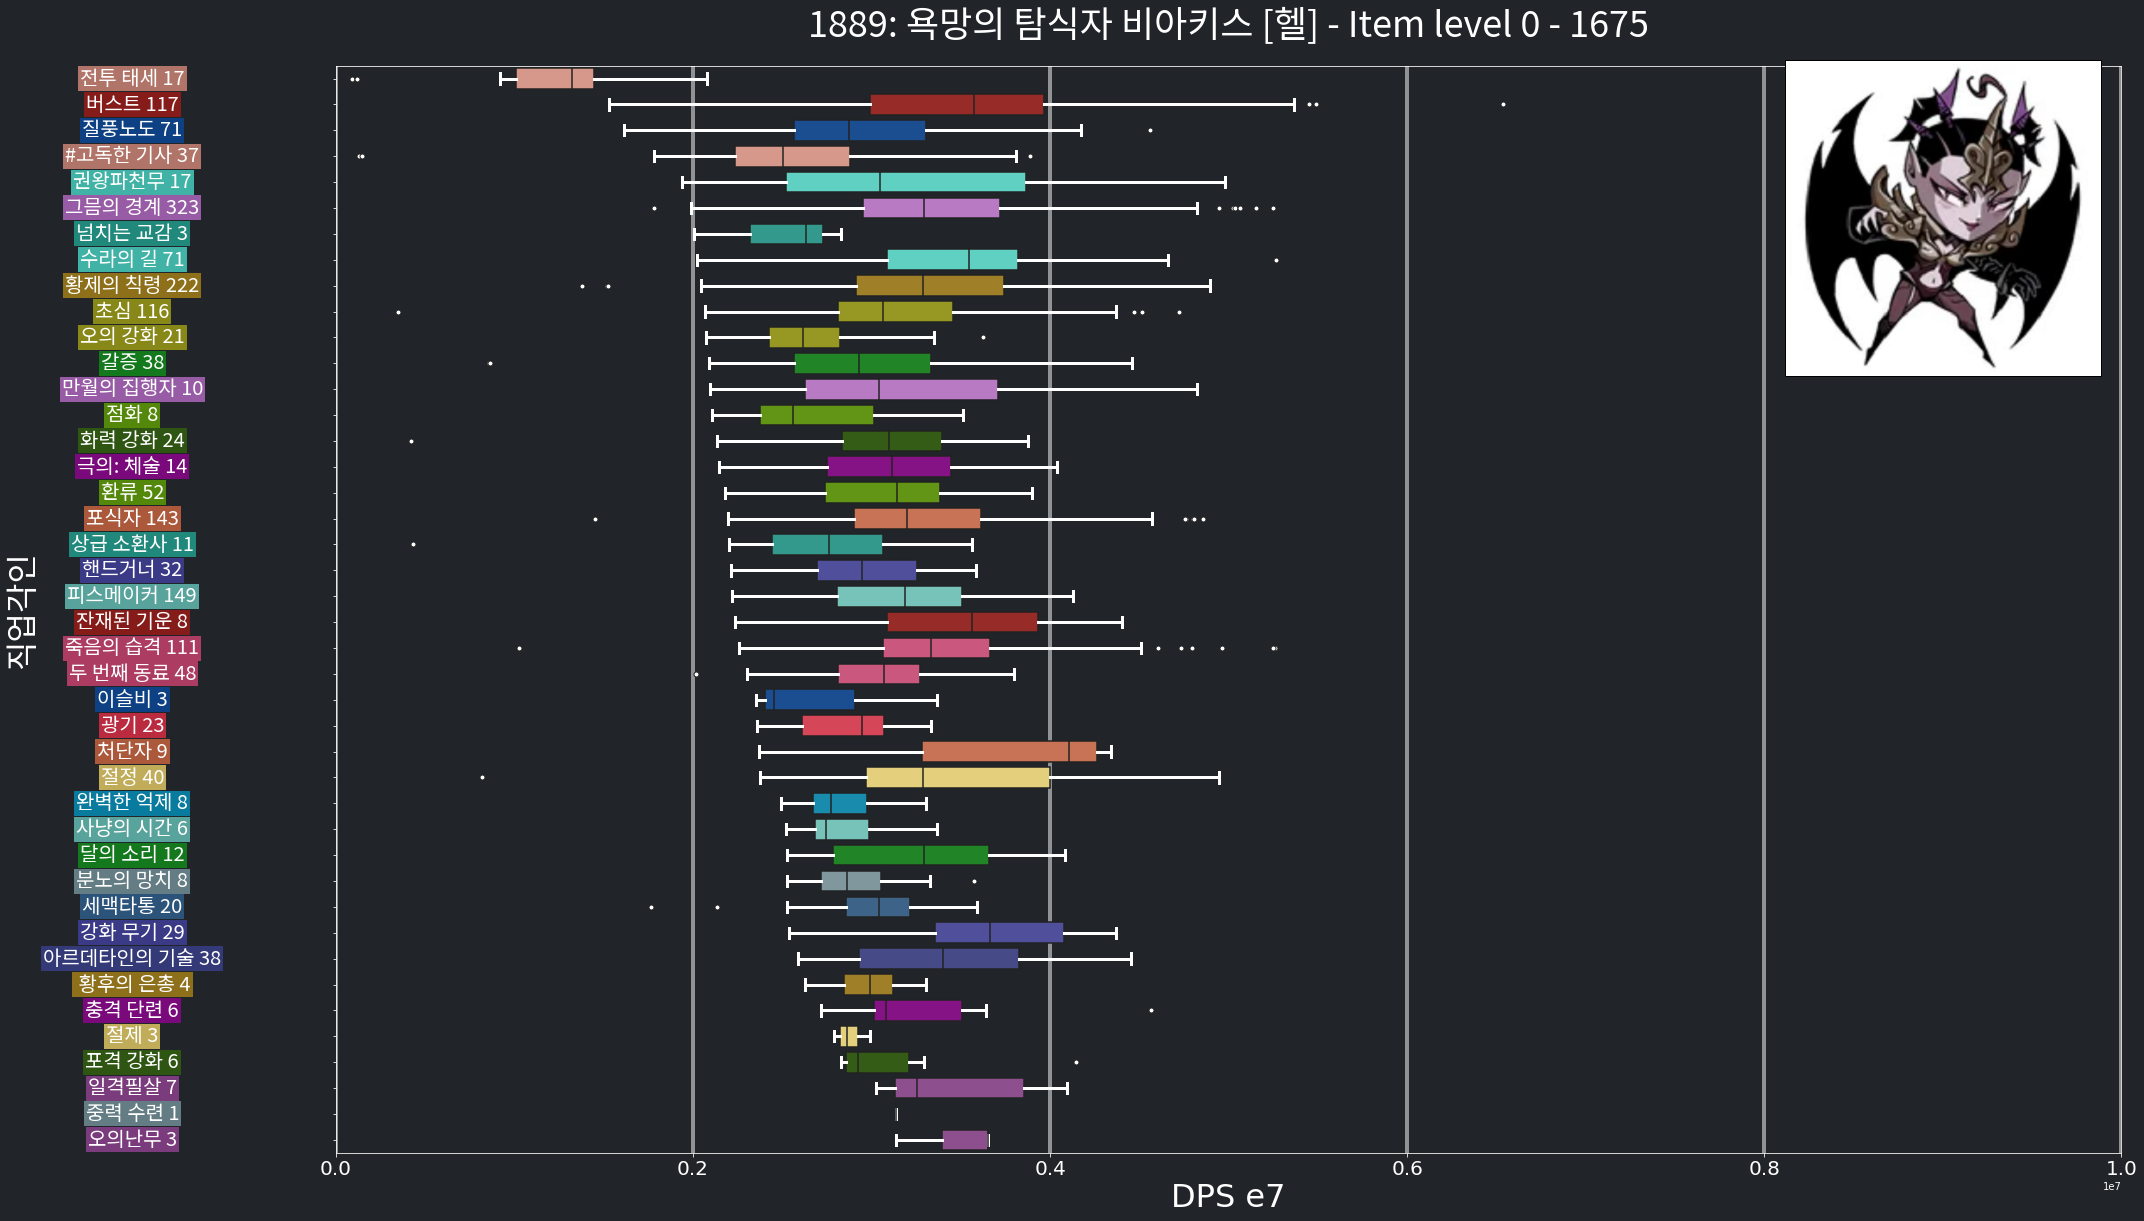 1889: 욕망의 탐식자 비아키스 [헬] - Item level 0 - 1675
전투 태세 17
버스트 117
질풍노도 71
#고독한 기사 37
권왕파천무 17
그믐의 경계 323
넘치는 교감 3
수라의 길 71
황제의 칙령 222
초심 116
오의 강화 21
갈증 38
만월의 집행자 10
점화 8
화력 강화 24
극의: 체술 14
환류 52
포식자 143
상급 소환사 11
핸드거너 32
피스메이커 149
잔재된 기운 8
죽음의 습격 111
두 번째 동료 48
이슬비 3
광기 23
처단자 9
절정 40
완벽한 억제 8
사냥의 시간 6
달의 소리 12
분노의 망치 8
세맥타통 20
강화 무기 29
아르데타인의 기술 38
황후의 은총 4
충격 단련 6
절제 3
포격 강화 6
일격필살 7
중력 수련 1
오의난무 3
직업각인
0.0 0.2 0.4 0.6 0.8 1.0
1e7
DPS e7